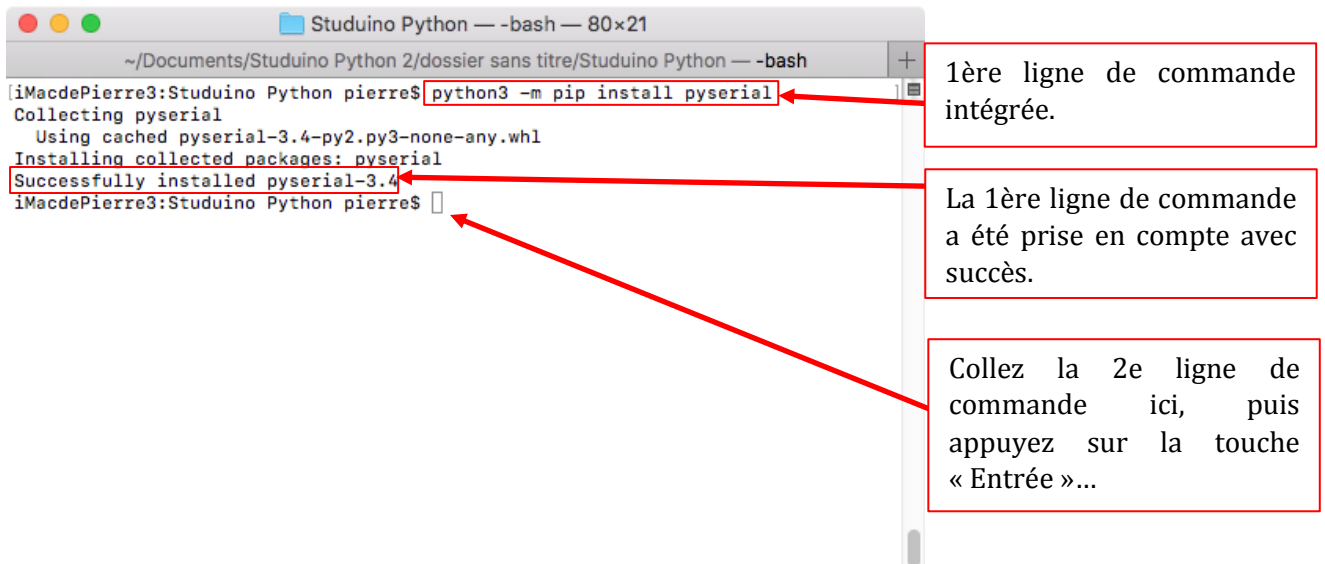 Studuino Python — -bash — 80×21
~/Documents/Studuino Python 2/dossier sans titre/Studuino Python — -bash
[iMacdePierre3:Studuino Python pierre$ python3 -m pip install pyserial ]
Collecting pyserial
Using cached pyserial-3.4-py2.py3-none-any.whl
Installing collected packages: pyserial
Successfully installed pyserial-3.4
iMacdePierre3:Studuino Python pierre$
1ère ligne de commande
intégrée.
La 1ère ligne de commande
a été prise en compte avec
succès.
Collez la 2e ligne de
commande ici, puis
appuyez sur la touche
« Entrée »…